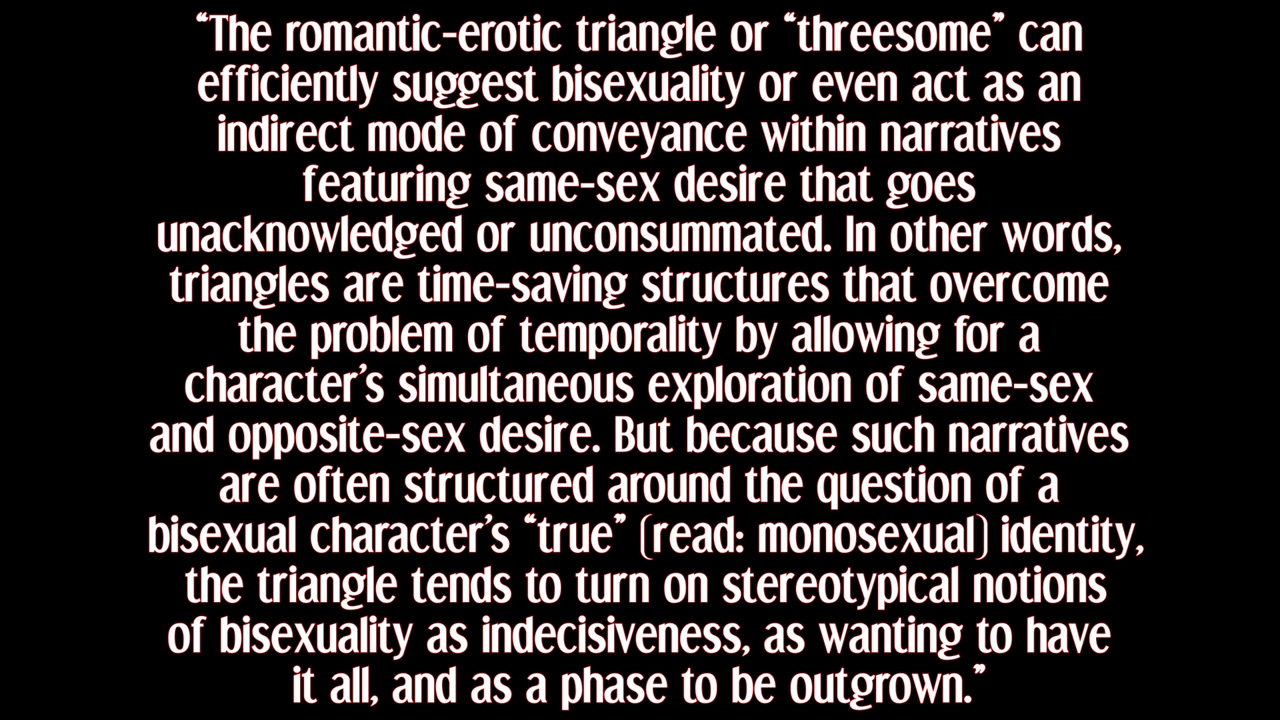 “The romantic-erotic triangle or “threesome” can
efficiently suggest bisexuality or even act as an
indirect mode of conveyance within narratives
featuring same-sex desire that goes
unacknowledged or unconsummated. In other words,
triangles are time-saving structures that overcome
the problem of temporality by allowing for a
character’s simultaneous exploration of same-sex
and opposite-sex desire. But because such narratives
are often structured around the question of a
bisexual character’s “true” (read: monosexual) identity,
the triangle tends to turn on stereotypical notions
of bisexuality as indecisiveness, as wanting to have
it all, and as a phase to be outgrown.”